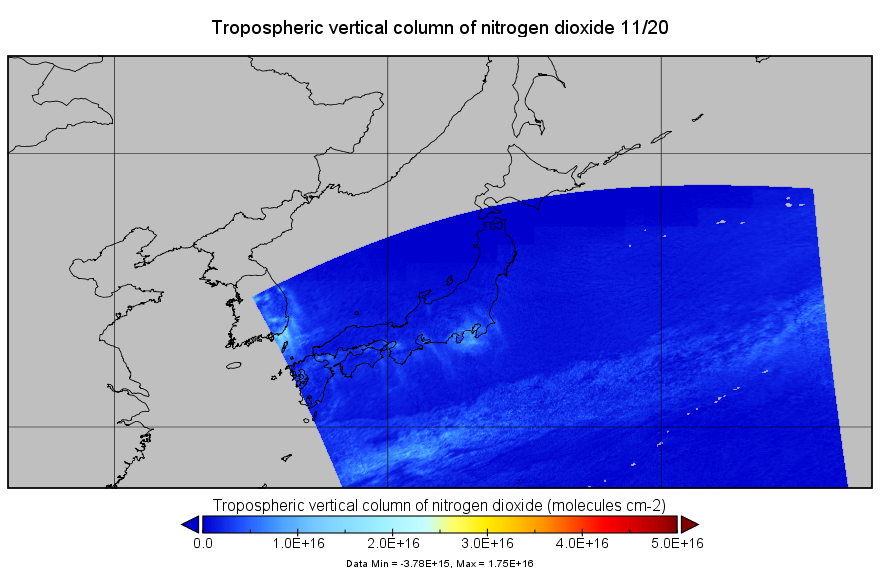 Tropospheric vertical column of nitrogen dioxide 11/20
Tropospheric vertical column of nitrogen dioxide (molecules cm-2)
0.0 1.0E+16 2.0E+16 3.0E+16 4.0E+16 5.0E+16
Data Min = -3.78E+15, Max = 1.75E+16